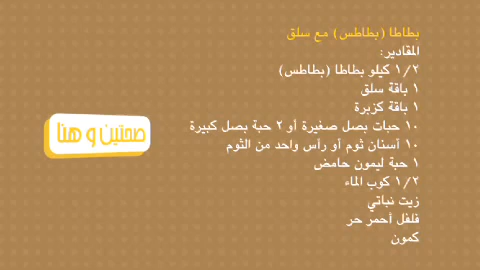 بطاطا (بطاطس) مع سلق
المقادير:
١/٢ كيلو بطاطا (بطاطس)
١ باقة سلق
١ باقة كزبرة
١٠ حبات بصل صغيرة أو ٢ حبة بصل كبيرة
١٠ أسنان ثوم أو رأس واحد من الثوم
١ حبة ليمون حامض
١/٢ كوب الماء
زيت نباتي
فلفل أحمر حر
كمون
صحتين و هنا